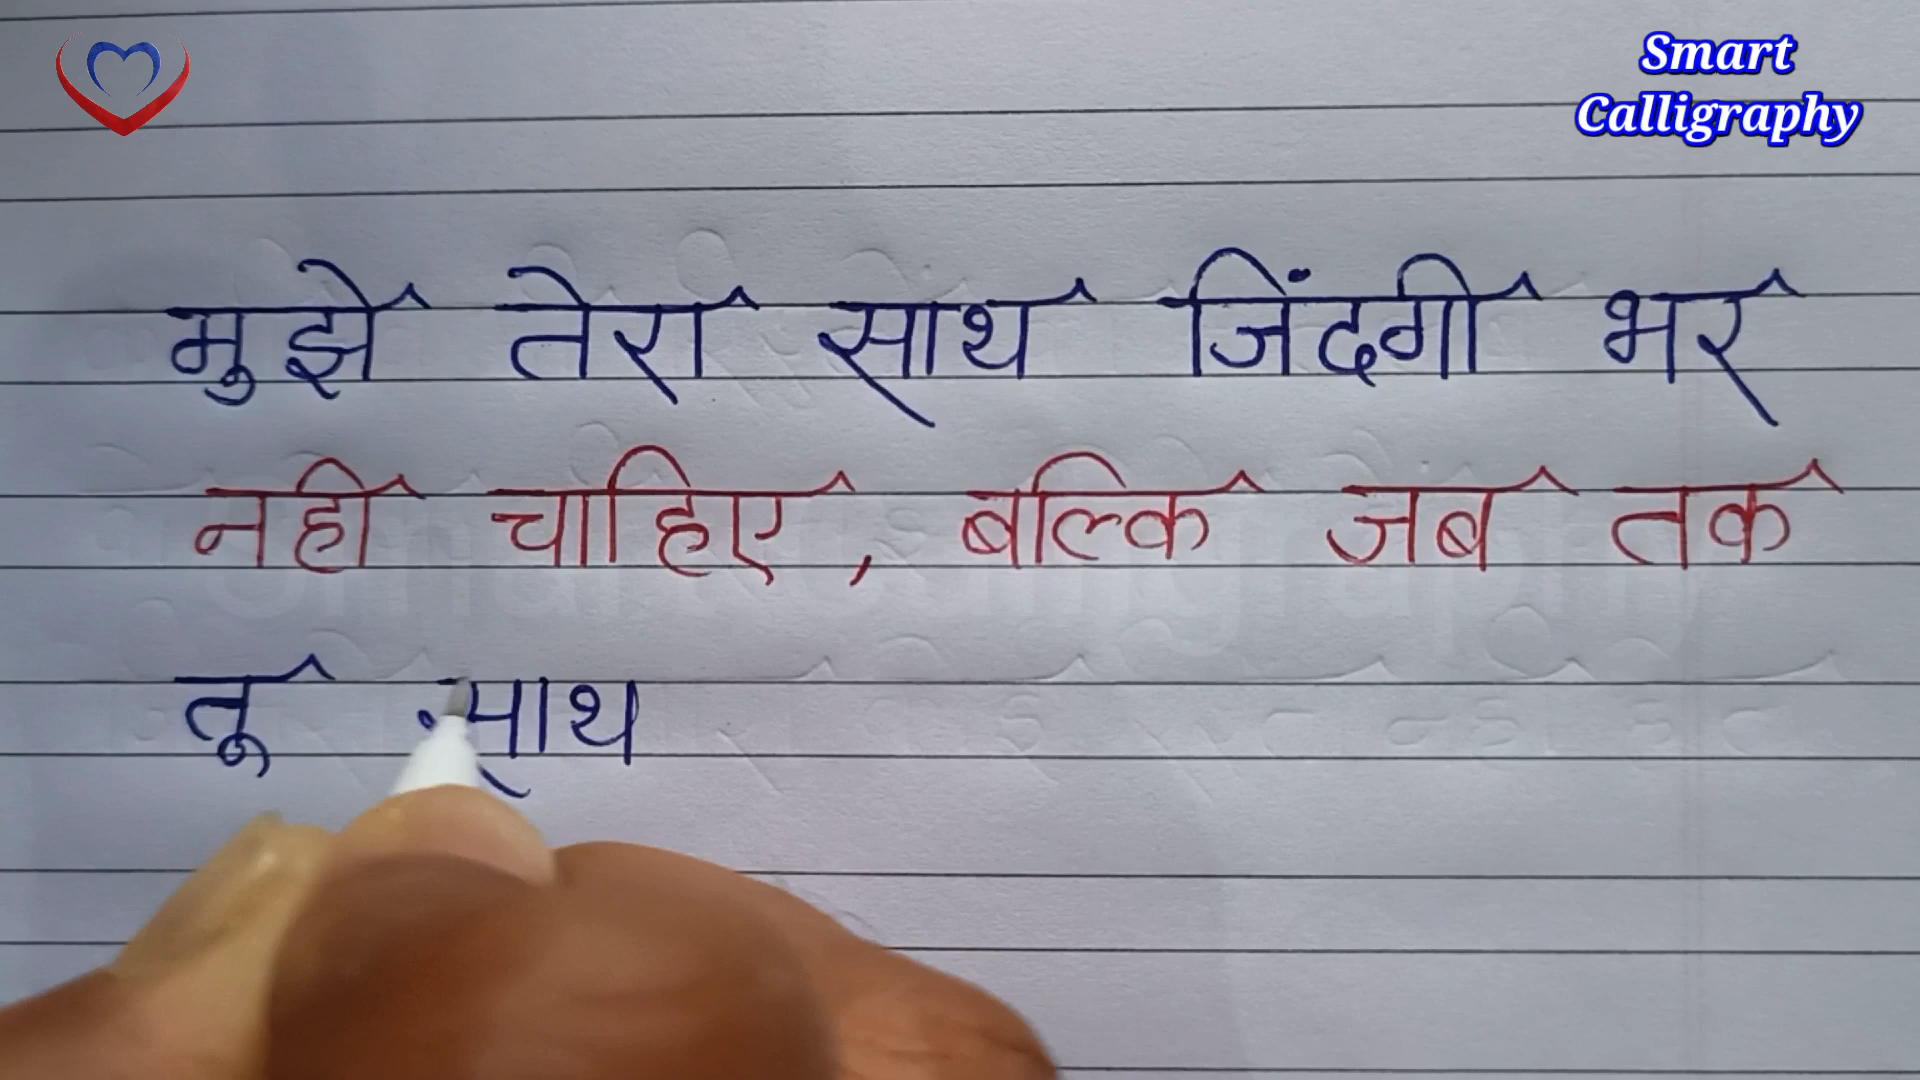 Smart
Calligraphy
मुझे तेरा साथ जिंदगी भर
नही चाहिए, बल्कि जब तक
तू साथ